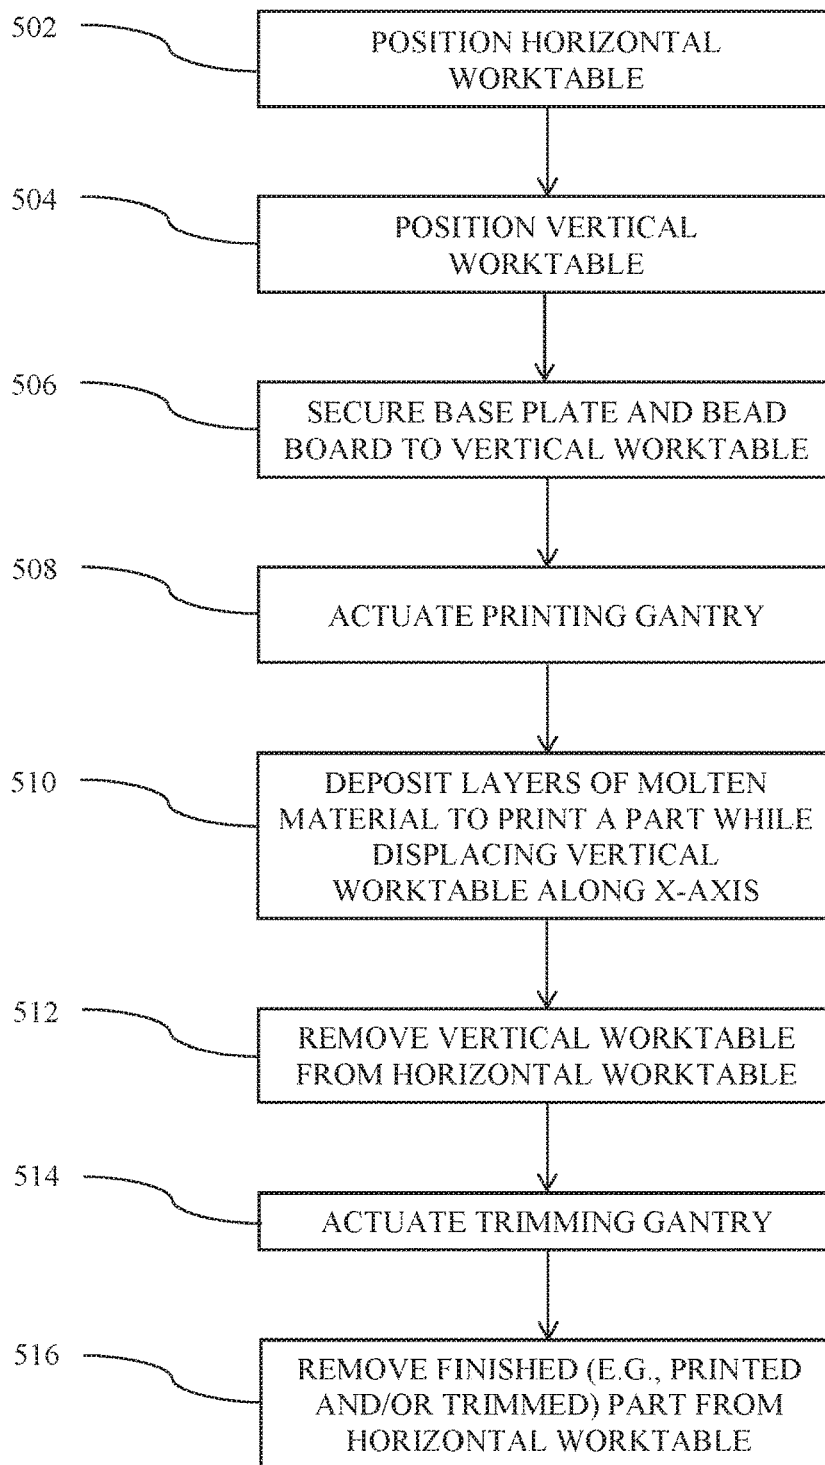 502
POSITION HORIZONTAL
WORKTABLE
504
POSITION VERTICAL
WORKTABLE
506
SECURE BASE PLATE AND BEAD
BOARD TO VERTICAL WORKTABLE
508
ACTUATE PRINTING GANTRY
510
DEPOSIT LAYERS OF MOLTEN
MATERIAL TO PRINT A PART WHILE
DISPLACING VERTICAL
WORKTABLE ALONG X-AXIS
512
REMOVE VERTICAL WORKTABLE
FROM HORIZONTAL WORKTABLE
514
ACTUATE TRIMMING GANTRY
516
REMOVE FINISHED (E.G., PRINTED
AND/OR TRIMMED) PART FROM
HORIZONTAL WORKTABLE